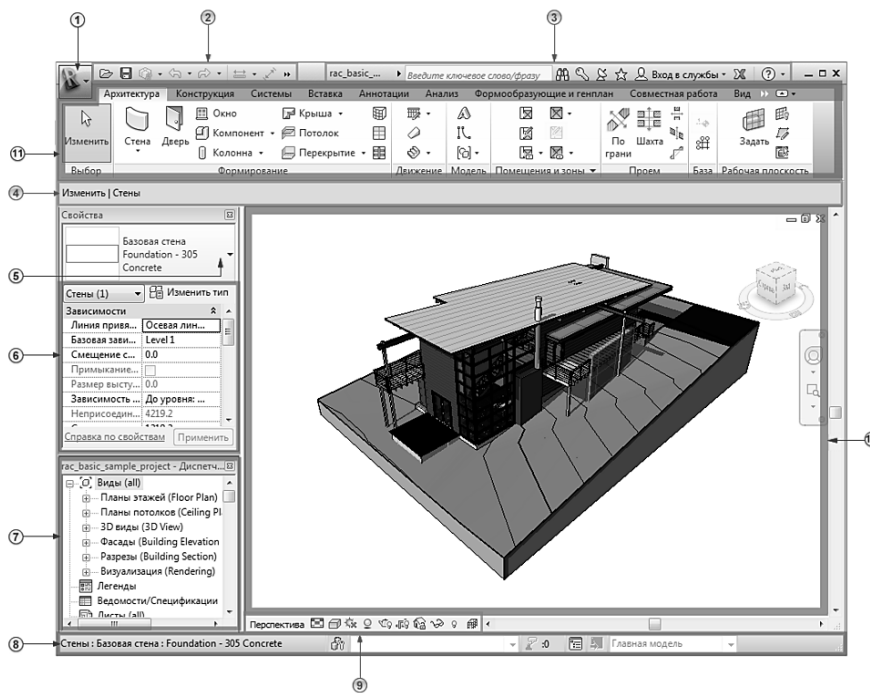 1
2
3
rac_basic_... Введите ключевое слово/фразу Вход в службы
Архитектура Конструкция Системы Вставка Аннотации Анализ Формообразующие и генплан Совместная работа Вид
Изменить
Стена
Дверь
Окно
Компонент
Колонна
Крыша
Потолок
Перекрытие
По грани
Шахта
Задать
11
Выбор Формирование Движение Модель Помещения и зоны Проем База Рабочая плоскость
4
Изменить | Стены
Свойства
Базовая стена
Foundation - 305
Concrete
5
Стены (1) Изменить тип
Зависимости
Линия привя... Осевая лин...
Базовая зави... Level 1
6
Смещение с... 0.0
Примыкание...
Размер высту... 0.0
Зависимость ... До уровня: ...
Неприсоедин... 4219.2
Справка по свойствам Применить
rac_basic_sample_project - Диспетч...
Виды (all)
Планы этажей (Floor Plan)
Планы потолков (Ceiling Pl
3D виды (3D View)
7
Фасады (Building Elevation
Разрезы (Building Section)
Визуализация (Rendering)
Легенды
Ведомости/Спецификации
Листы (all)
Перспектива
8
Стены : Базовая стена : Foundation - 305 Concrete :0 Главная модель
9